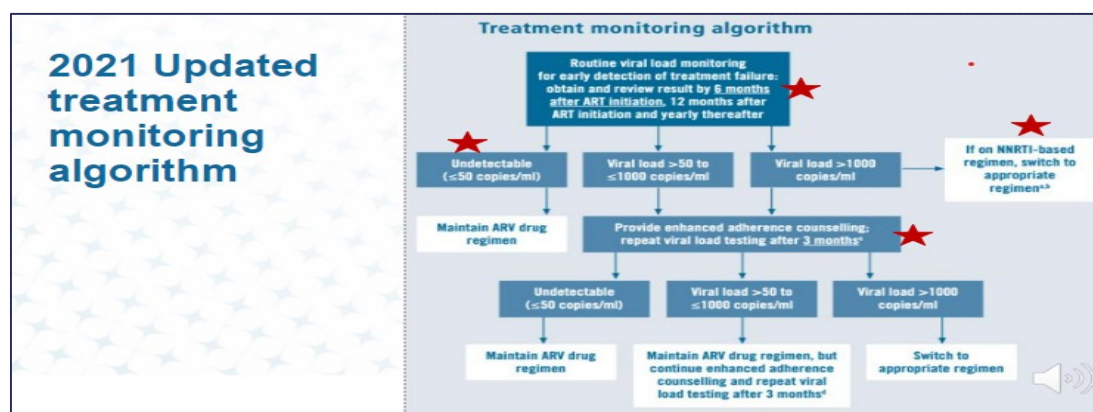 2021 Updated
treatment
monitoring
algorithm
Treatment monitoring algorithm
Routine viral load monitoring
for early detection of treatment failure:
obtain and review result by 6 months
after ART initiation, 12 months after
ART initiation and yearly thereafter
Undetectable
(≤50 copies/ml)
Viral load >50 to
≤1000 copies/ml
Viral load >1000
copies/ml
If on NNRTI-based
regimen, switch to
appropriate
regimenᵃ,ᵇ
Maintain ARV drug
regimen
Provide enhanced adherence counselling;
repeat viral load testing after 3 monthsᶜ
Undetectable
(≤50 copies/ml)
Viral load >50 to
≤1000 copies/ml
Viral load >1000
copies/ml
Maintain ARV drug
regimen
Maintain ARV drug regimen, but
continue enhanced adherence
counselling and repeat viral
load testing after 3 monthsᵈ
Switch to
appropriate regimen